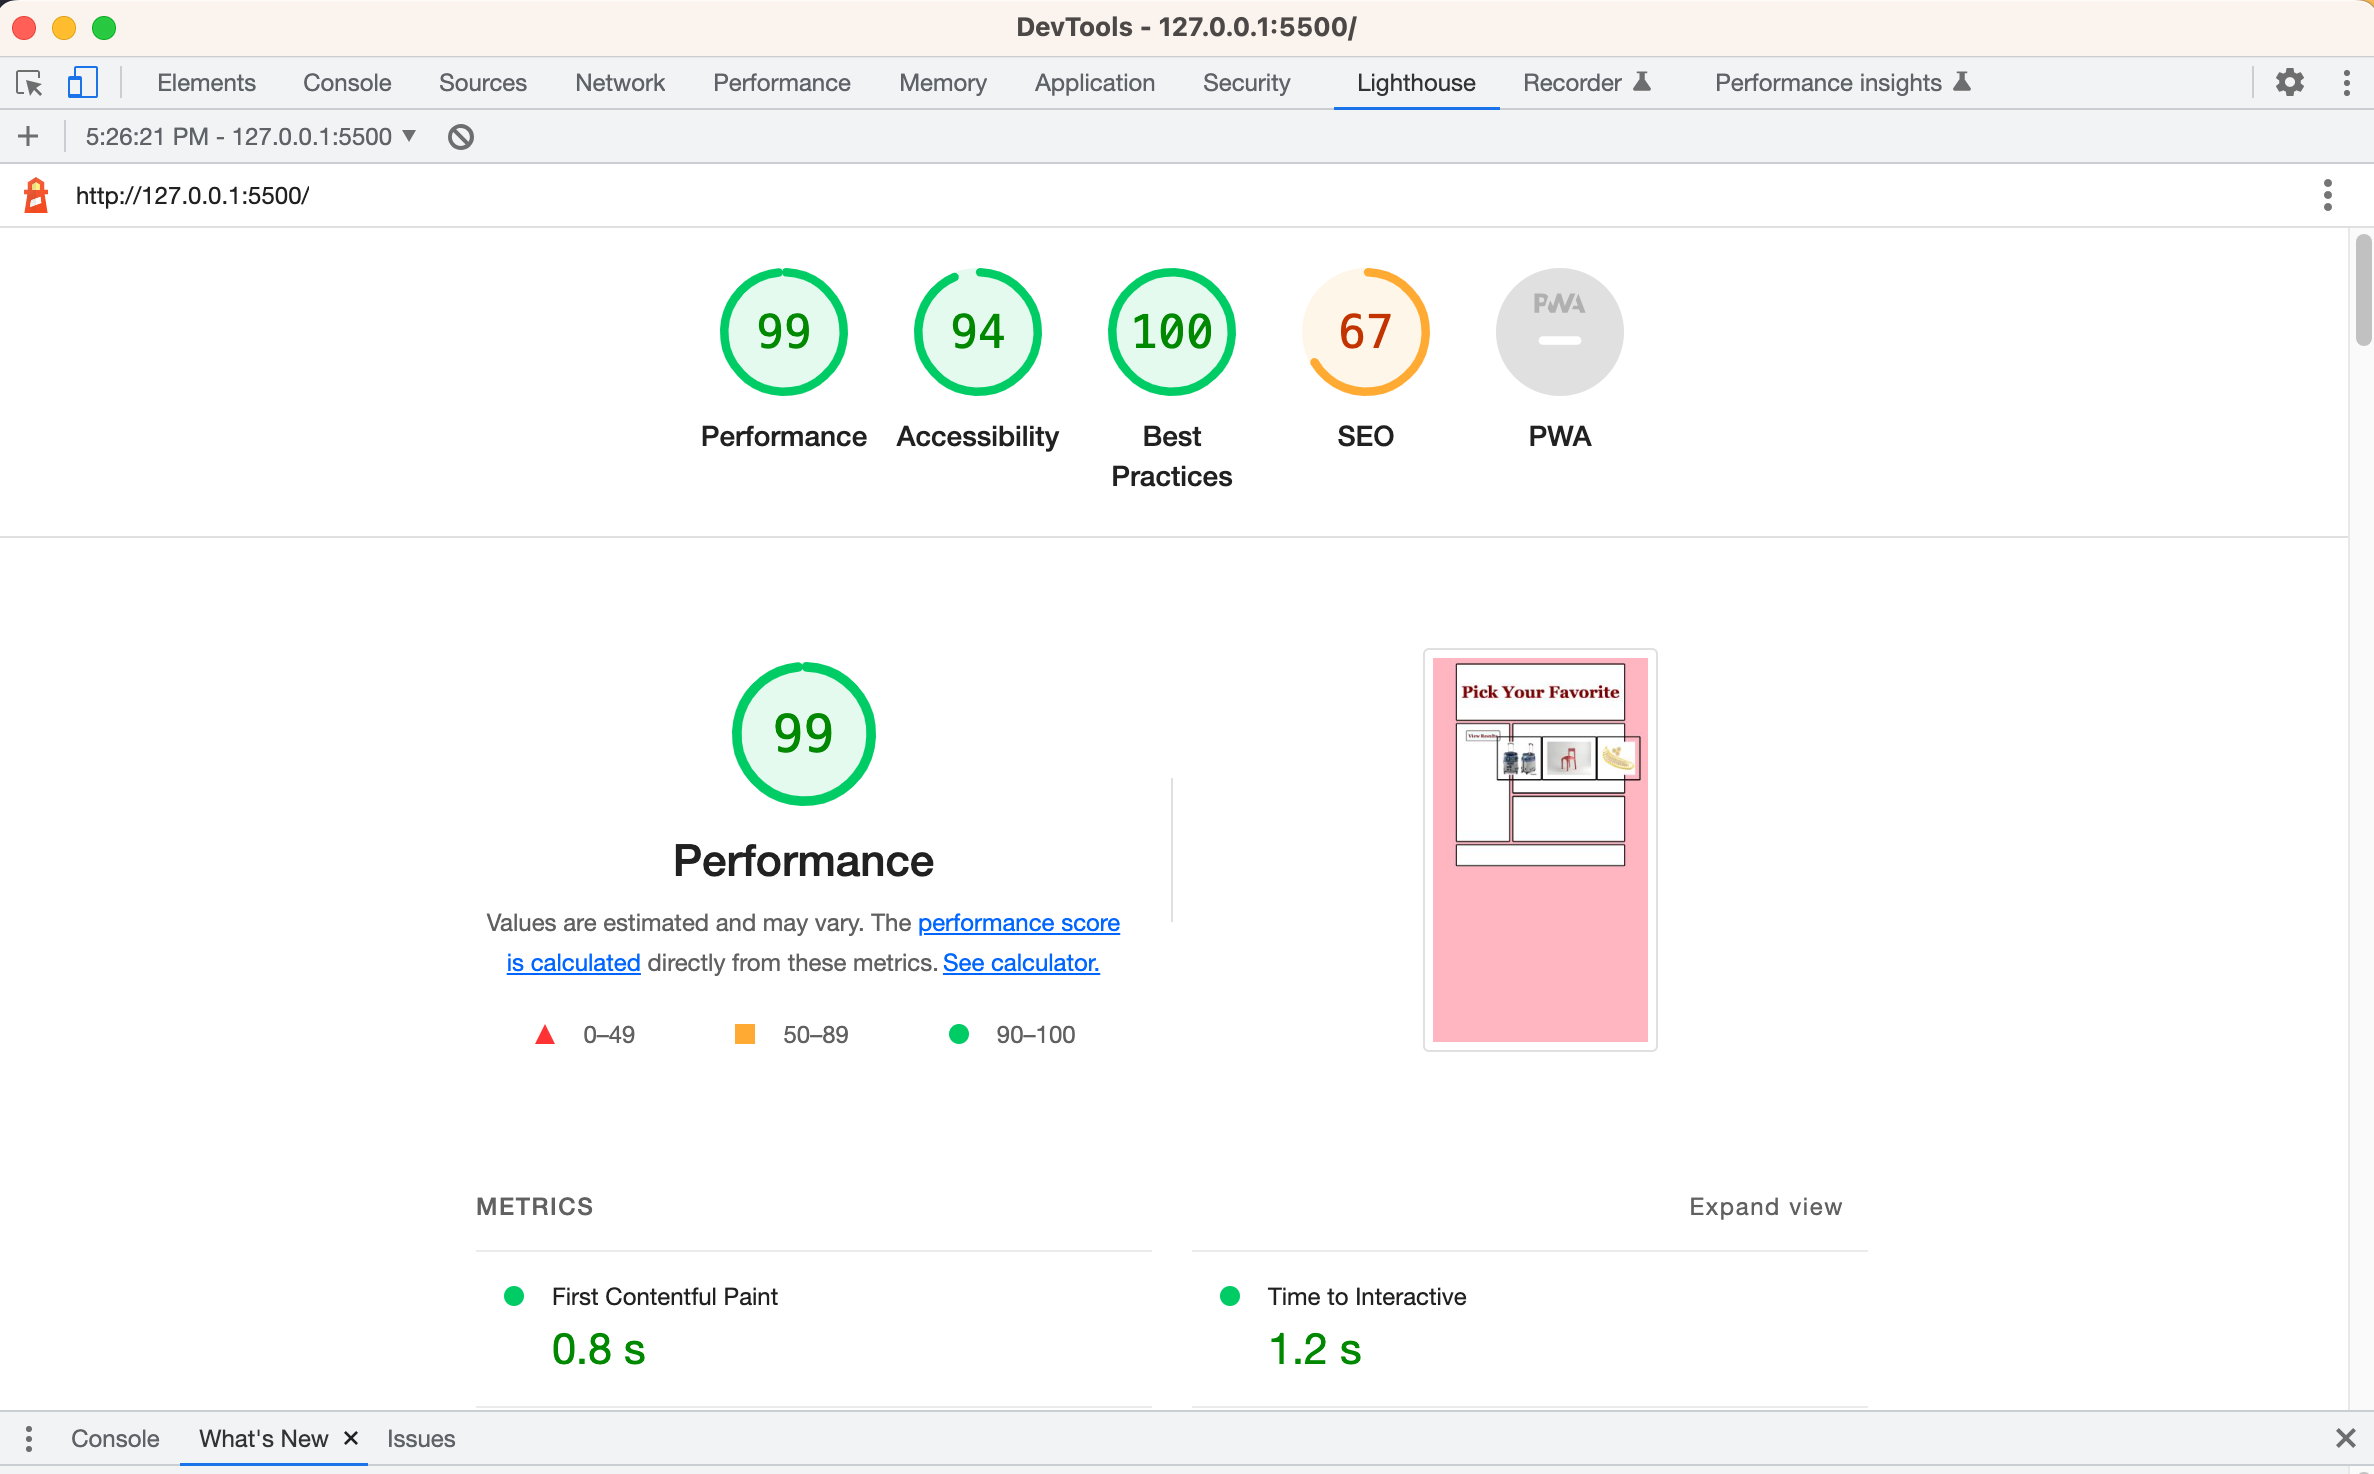 DevTools - 127.0.0.1:5500/
Elements Console Sources Network Performance Memory Application Security Lighthouse Recorder Performance insights
5:26:21 PM - 127.0.0.1:5500
http://127.0.0.1:5500/
99 94 100 67 PWA
Performance Accessibility Best Practices SEO PWA
99
Performance
Values are estimated and may vary. The performance score
is calculated directly from these metrics. See calculator.
0–49 50–89 90–100
Pick Your Favorite
View Results
METRICS Expand view
First Contentful Paint Time to Interactive
0.8 s 1.2 s
Console What's New Issues